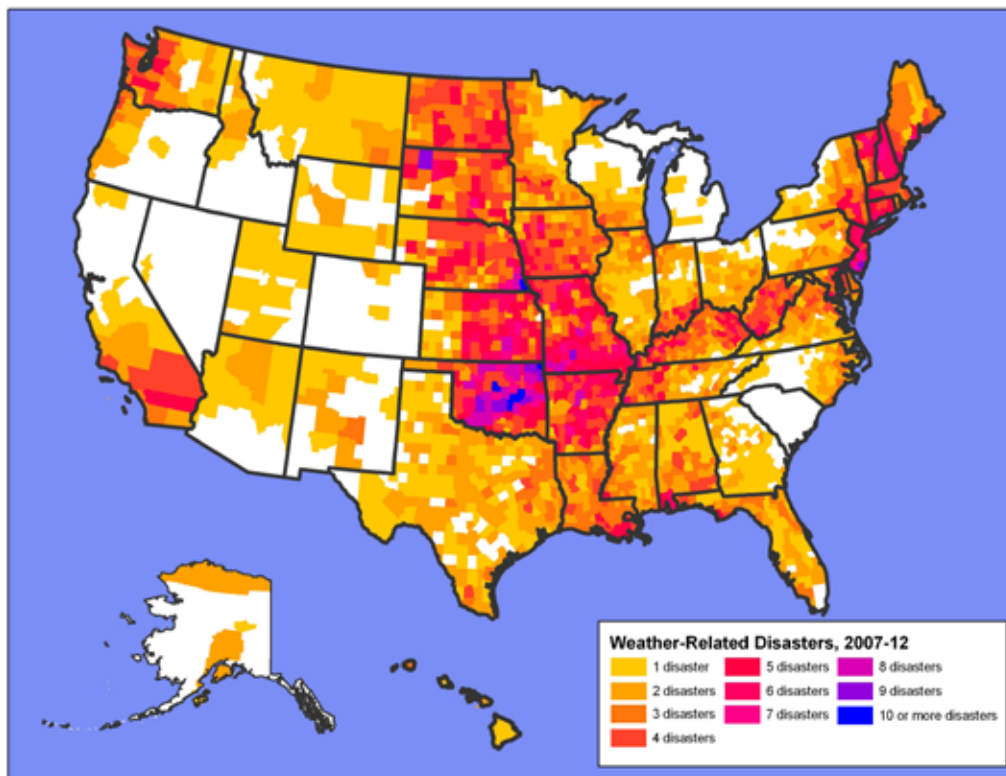 Weather-Related Disasters, 2007-12
1 disaster
2 disasters
3 disasters
4 disasters
5 disasters
6 disasters
7 disasters
8 disasters
9 disasters
10 or more disasters